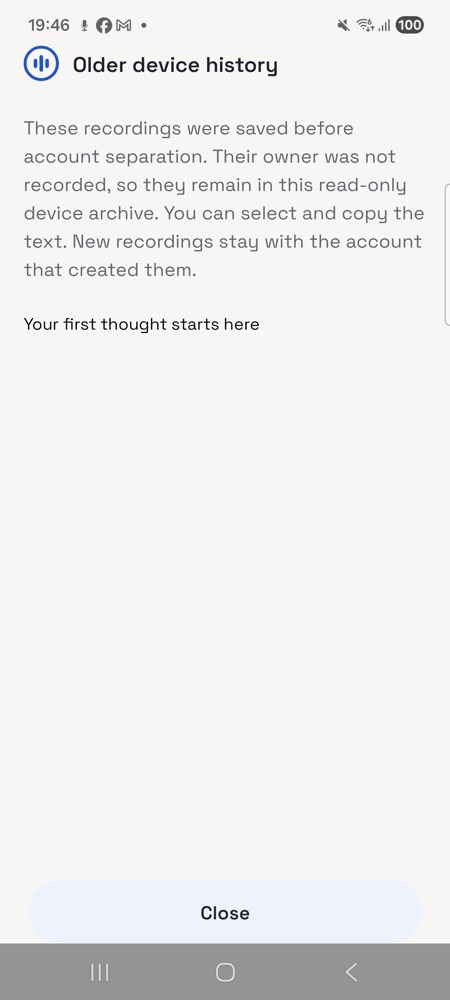 19:46
100
Older device history
These recordings were saved before
account separation. Their owner was not
recorded, so they remain in this read-only
device archive. You can select and copy the
text. New recordings stay with the account
that created them.
Your first thought starts here
Close